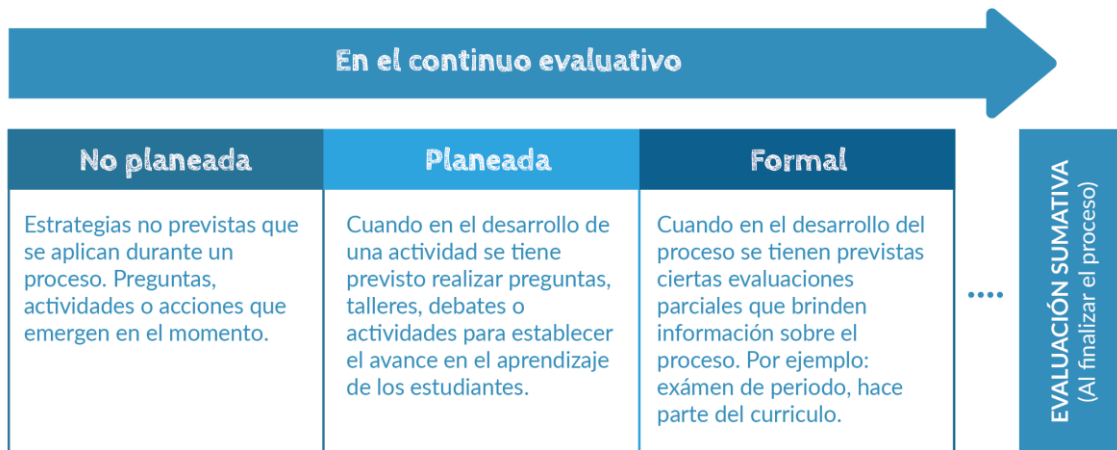 En el continuo evaluativo
No planeada
Estrategias no previstas que
se aplican durante un
proceso. Preguntas,
actividades o acciones que
emergen en el momento.
Planeada
Cuando en el desarrollo de
una actividad se tiene
previsto realizar preguntas,
talleres, debates o
actividades para establecer
el avance en el aprendizaje
de los estudiantes.
Formal
Cuando en el desarrollo del
proceso se tienen previstas
ciertas evaluaciones
parciales que brinden
información sobre el
proceso. Por ejemplo:
exámen de periodo, hace
parte del curriculo.
EVALUACIÓN SUMATIVA
(Al finalizar el proceso)